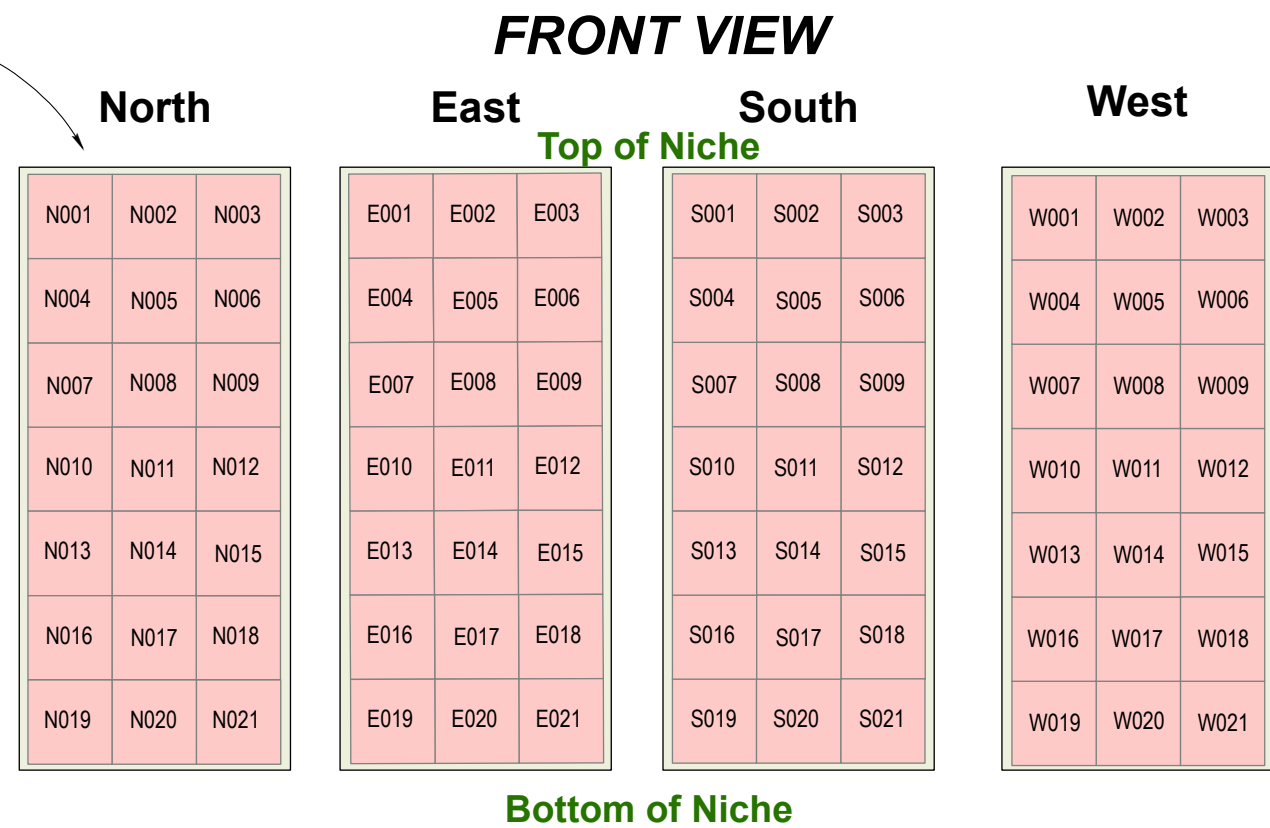 FRONT VIEW
North East South West
Top of Niche
N001 N002 N003 E001 E002 E003 S001 S002 S003 W001 W002 W003
N004 N005 N006 E004 E005 E006 S004 S005 S006 W004 W005 W006
N007 N008 N009 E007 E008 E009 S007 S008 S009 W007 W008 W009
N010 N011 N012 E010 E011 E012 S010 S011 S012 W010 W011 W012
N013 N014 N015 E013 E014 E015 S013 S014 S015 W013 W014 W015
N016 N017 N018 E016 E017 E018 S016 S017 S018 W016 W017 W018
N019 N020 N021 E019 E020 E021 S019 S020 S021 W019 W020 W021
Bottom of Niche